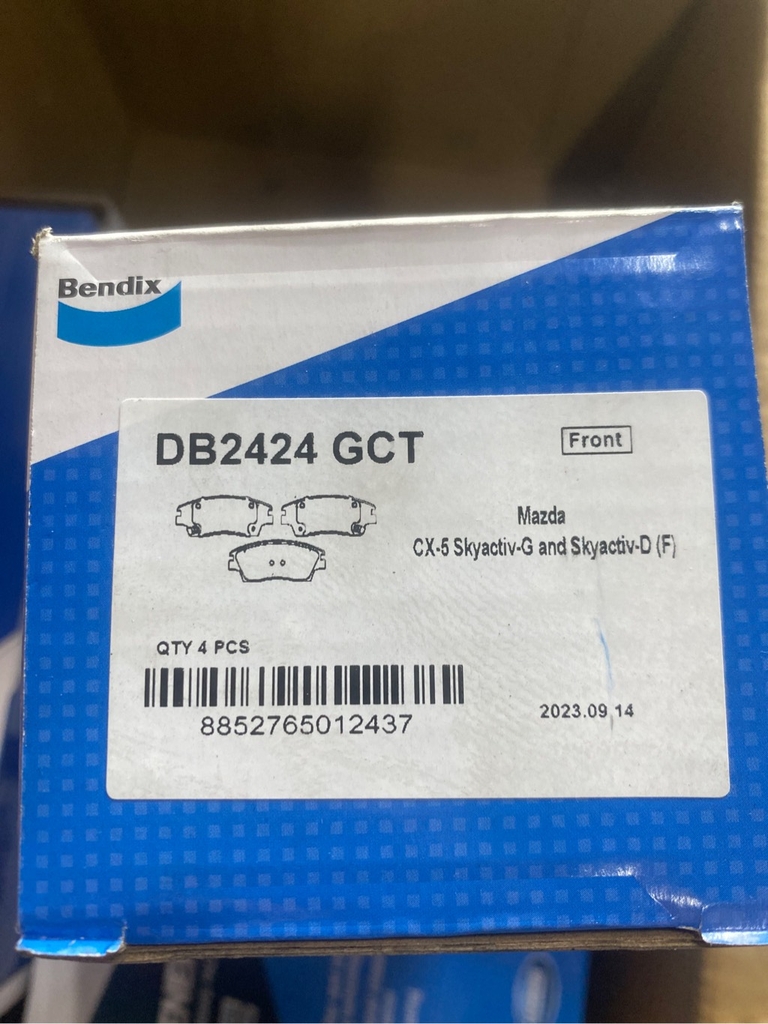 Bendix
DB2424 GCT
Front
Mazda
CX-5 Skyactiv-G and Skyactiv-D (F)
QTY 4 PCS
8852765012437
2023.09.14